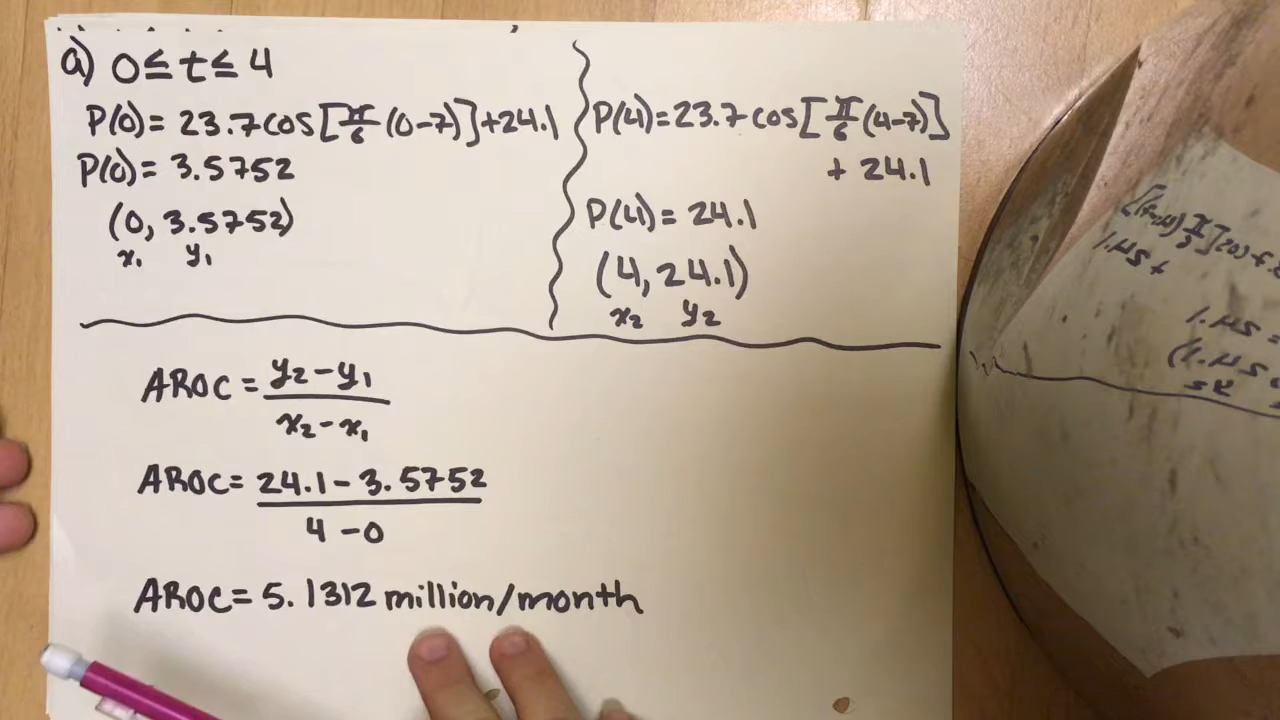 a) 0 ≤ t ≤ 4
P(0) = 23.7cos[π/6 (0-7)]+24.1
P(0) = 3.5752
(0, 3.5752)
x₁ y₁
P(4)=23.7 cos[π/6 (4-7)]
+ 24.1
P(4) = 24.1
(4, 24.1)
x₂ y₂
AROC = y₂-y₁ / x₂-x₁
AROC = 24.1-3.5752 / 4-0
AROC = 5.1312 million/month